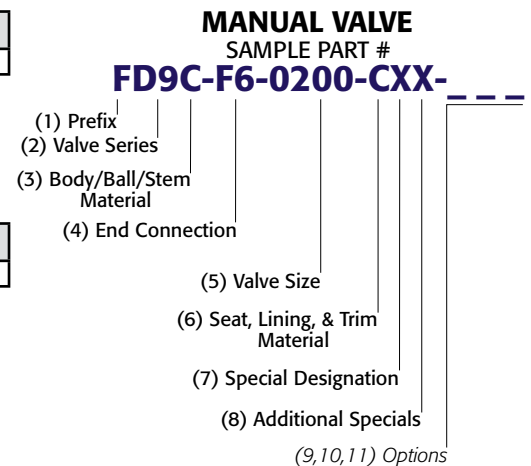 MANUAL VALVE
SAMPLE PART #
FD9C-F6-0200-CXX-_ _ _
(1) Prefix
(2) Valve Series
(3) Body/Ball/Stem
Material
(4) End Connection
(5) Valve Size
(6) Seat, Lining, & Trim
Material
(7) Special Designation
(8) Additional Specials
(9,10,11) Options